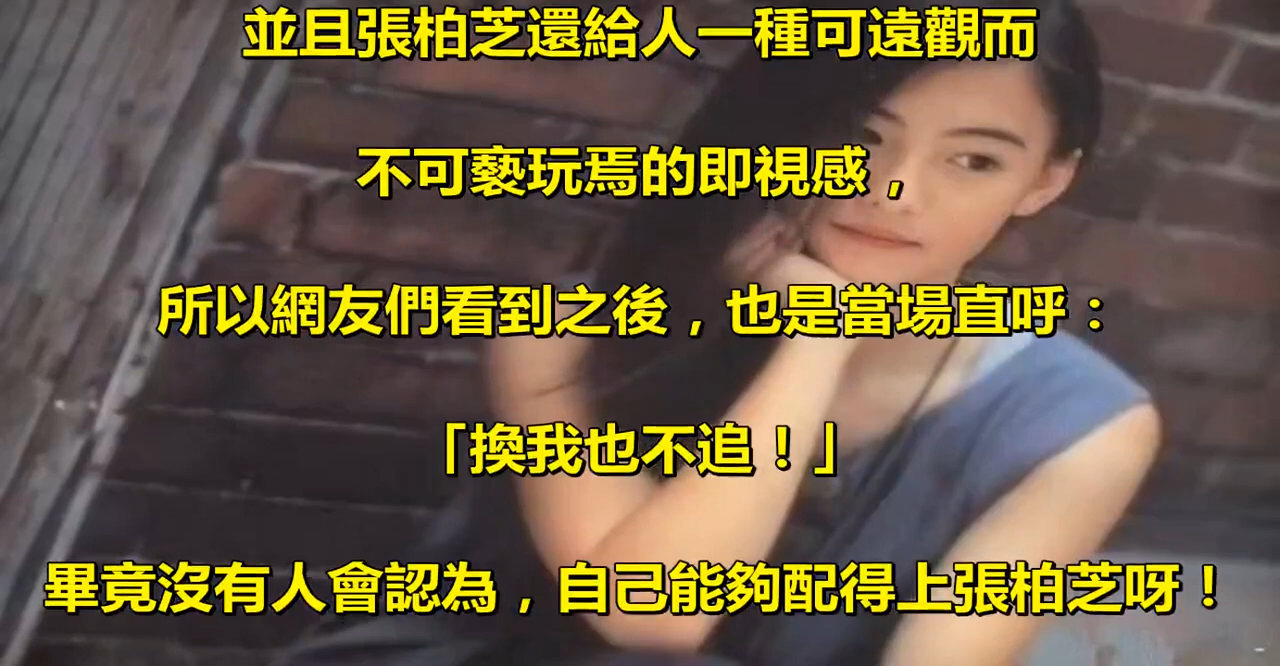 並且張柏芝還給人一種可遠觀而
不可褻玩焉的即視感，
所以網友們看到之後，也是當場直呼：
「換我也不追！」
畢竟沒有人會認為，自己能夠配得上張柏芝呀！